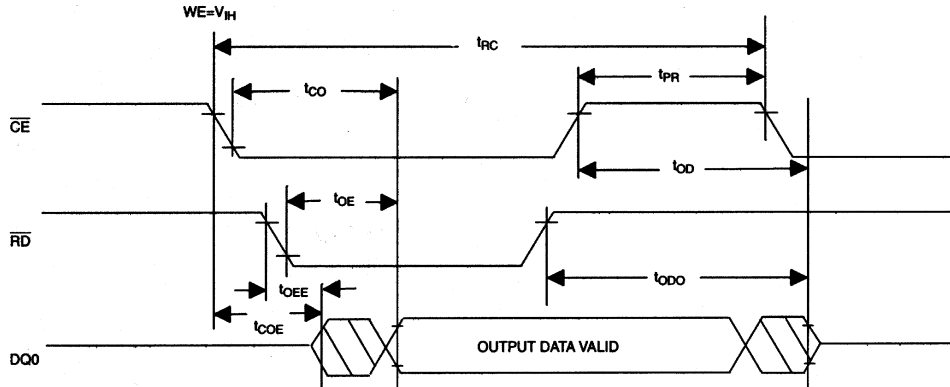 WE=VIH
tRC
tPR
tCO
CE
tOD
tOE
RD
tODO
tOEE
tCOE
DQ0
OUTPUT DATA VALID